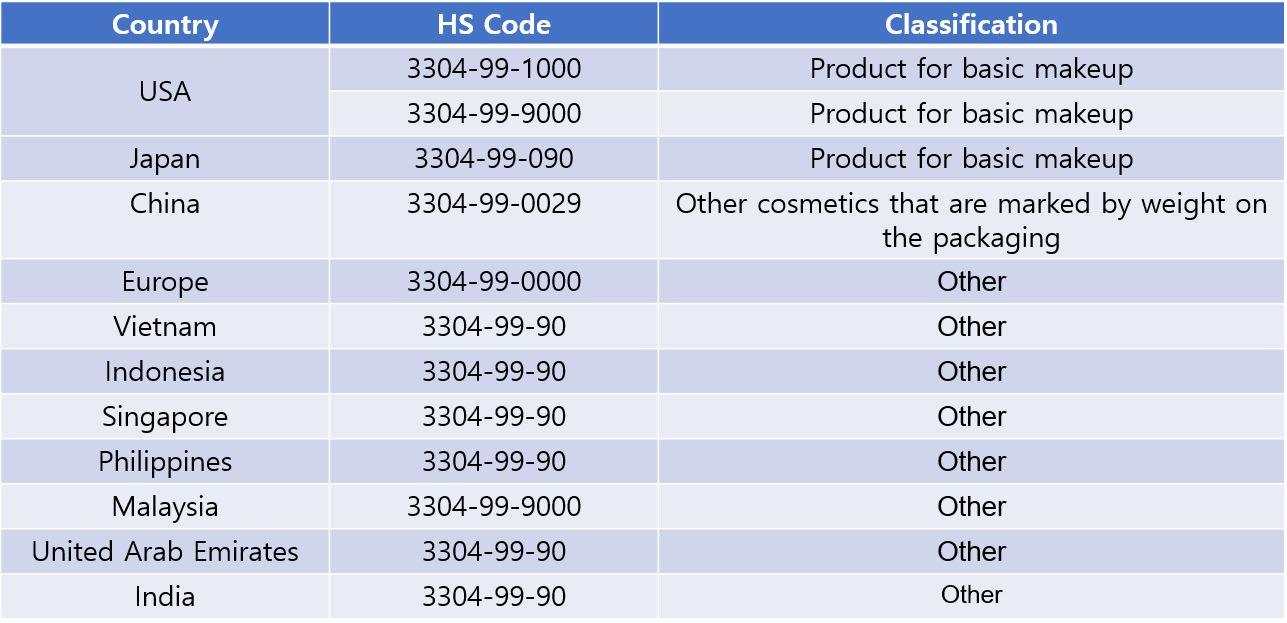 Country HS Code Classification
USA 3304-99-1000 Product for basic makeup
3304-99-9000 Product for basic makeup
Japan 3304-99-090 Product for basic makeup
China 3304-99-0029 Other cosmetics that are marked by weight on
the packaging
Europe 3304-99-0000 Other
Vietnam 3304-99-90 Other
Indonesia 3304-99-90 Other
Singapore 3304-99-90 Other
Philippines 3304-99-90 Other
Malaysia 3304-99-9000 Other
United Arab Emirates 3304-99-90 Other
India 3304-99-90 Other